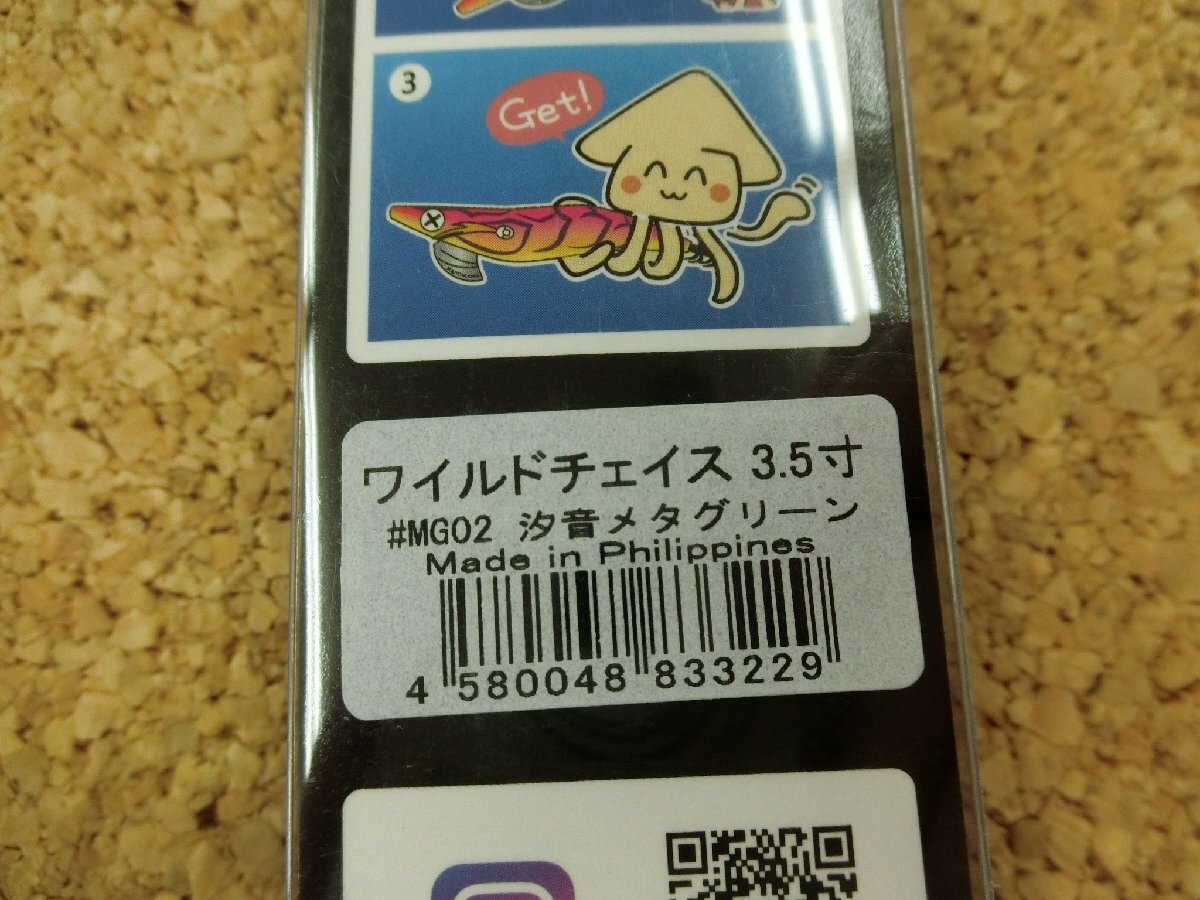 3
Get!
ワイルドチェイス 3.5寸
#MG02 汐音メタグリーン
Made in Philippines
4 580048 833229